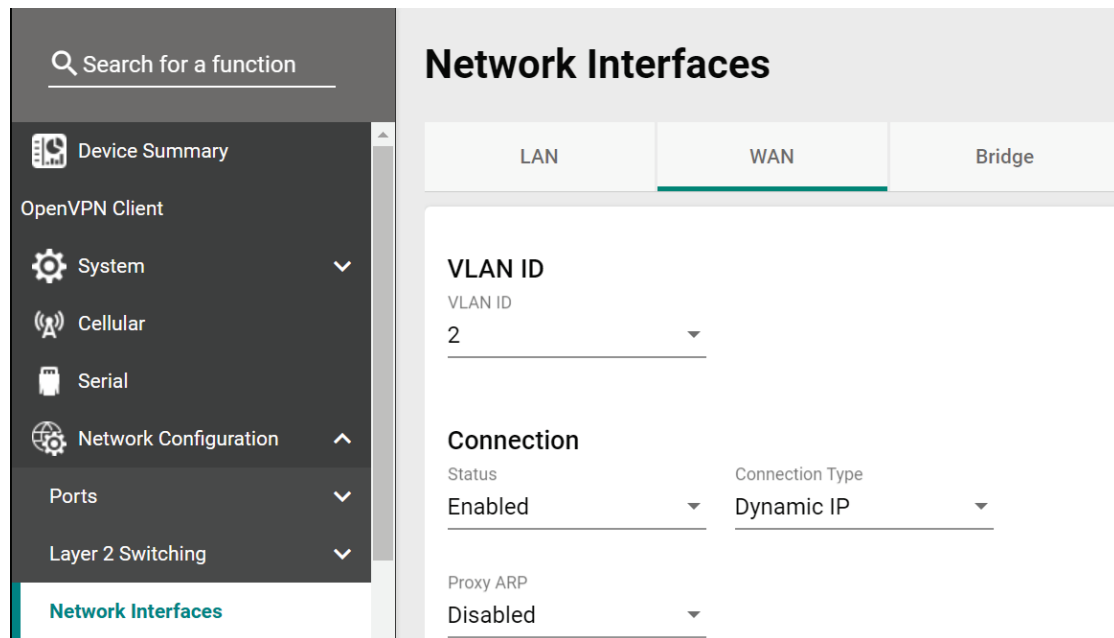 Search for a function
Device Summary
OpenVPN Client
System
Cellular
Serial
Network Configuration
Ports
Layer 2 Switching
Network Interfaces
Network Interfaces
LAN WAN Bridge
VLAN ID
VLAN ID
2
Connection
Status Connection Type
Enabled Dynamic IP
Proxy ARP
Disabled